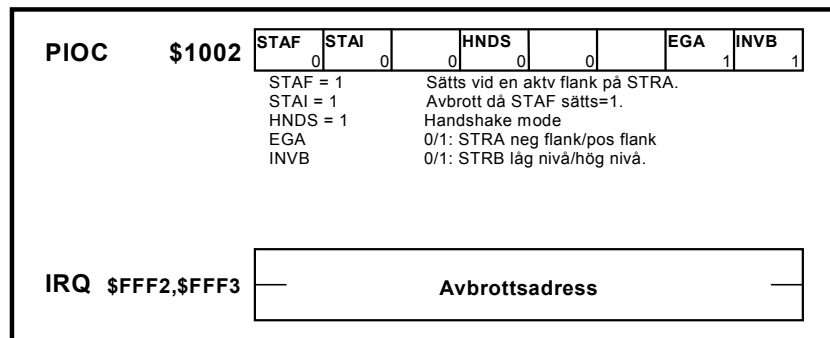 PIOC $1002 STAF STAI HNDS EGA INVB
0 0 0 0 0 1 1
STAF = 1 Sätts vid en aktv flank på STRA.
STAI = 1 Avbrott då STAF sätts=1.
HNDS = 1 Handshake mode
EGA 0/1: STRA neg flank/pos flank
INVB 0/1: STRB låg nivå/hög nivå.
IRQ $FFF2,$FFF3 Avbrottsadress